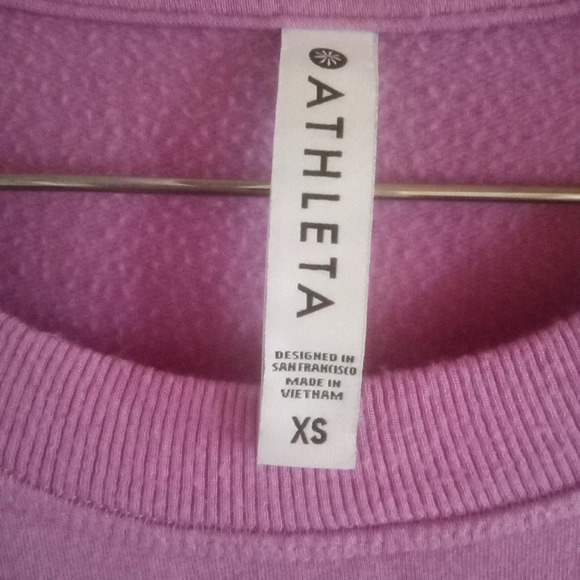 ATHLETA
DESIGNED IN
SAN FRANCISCO
MADE IN
VIETNAM
XS